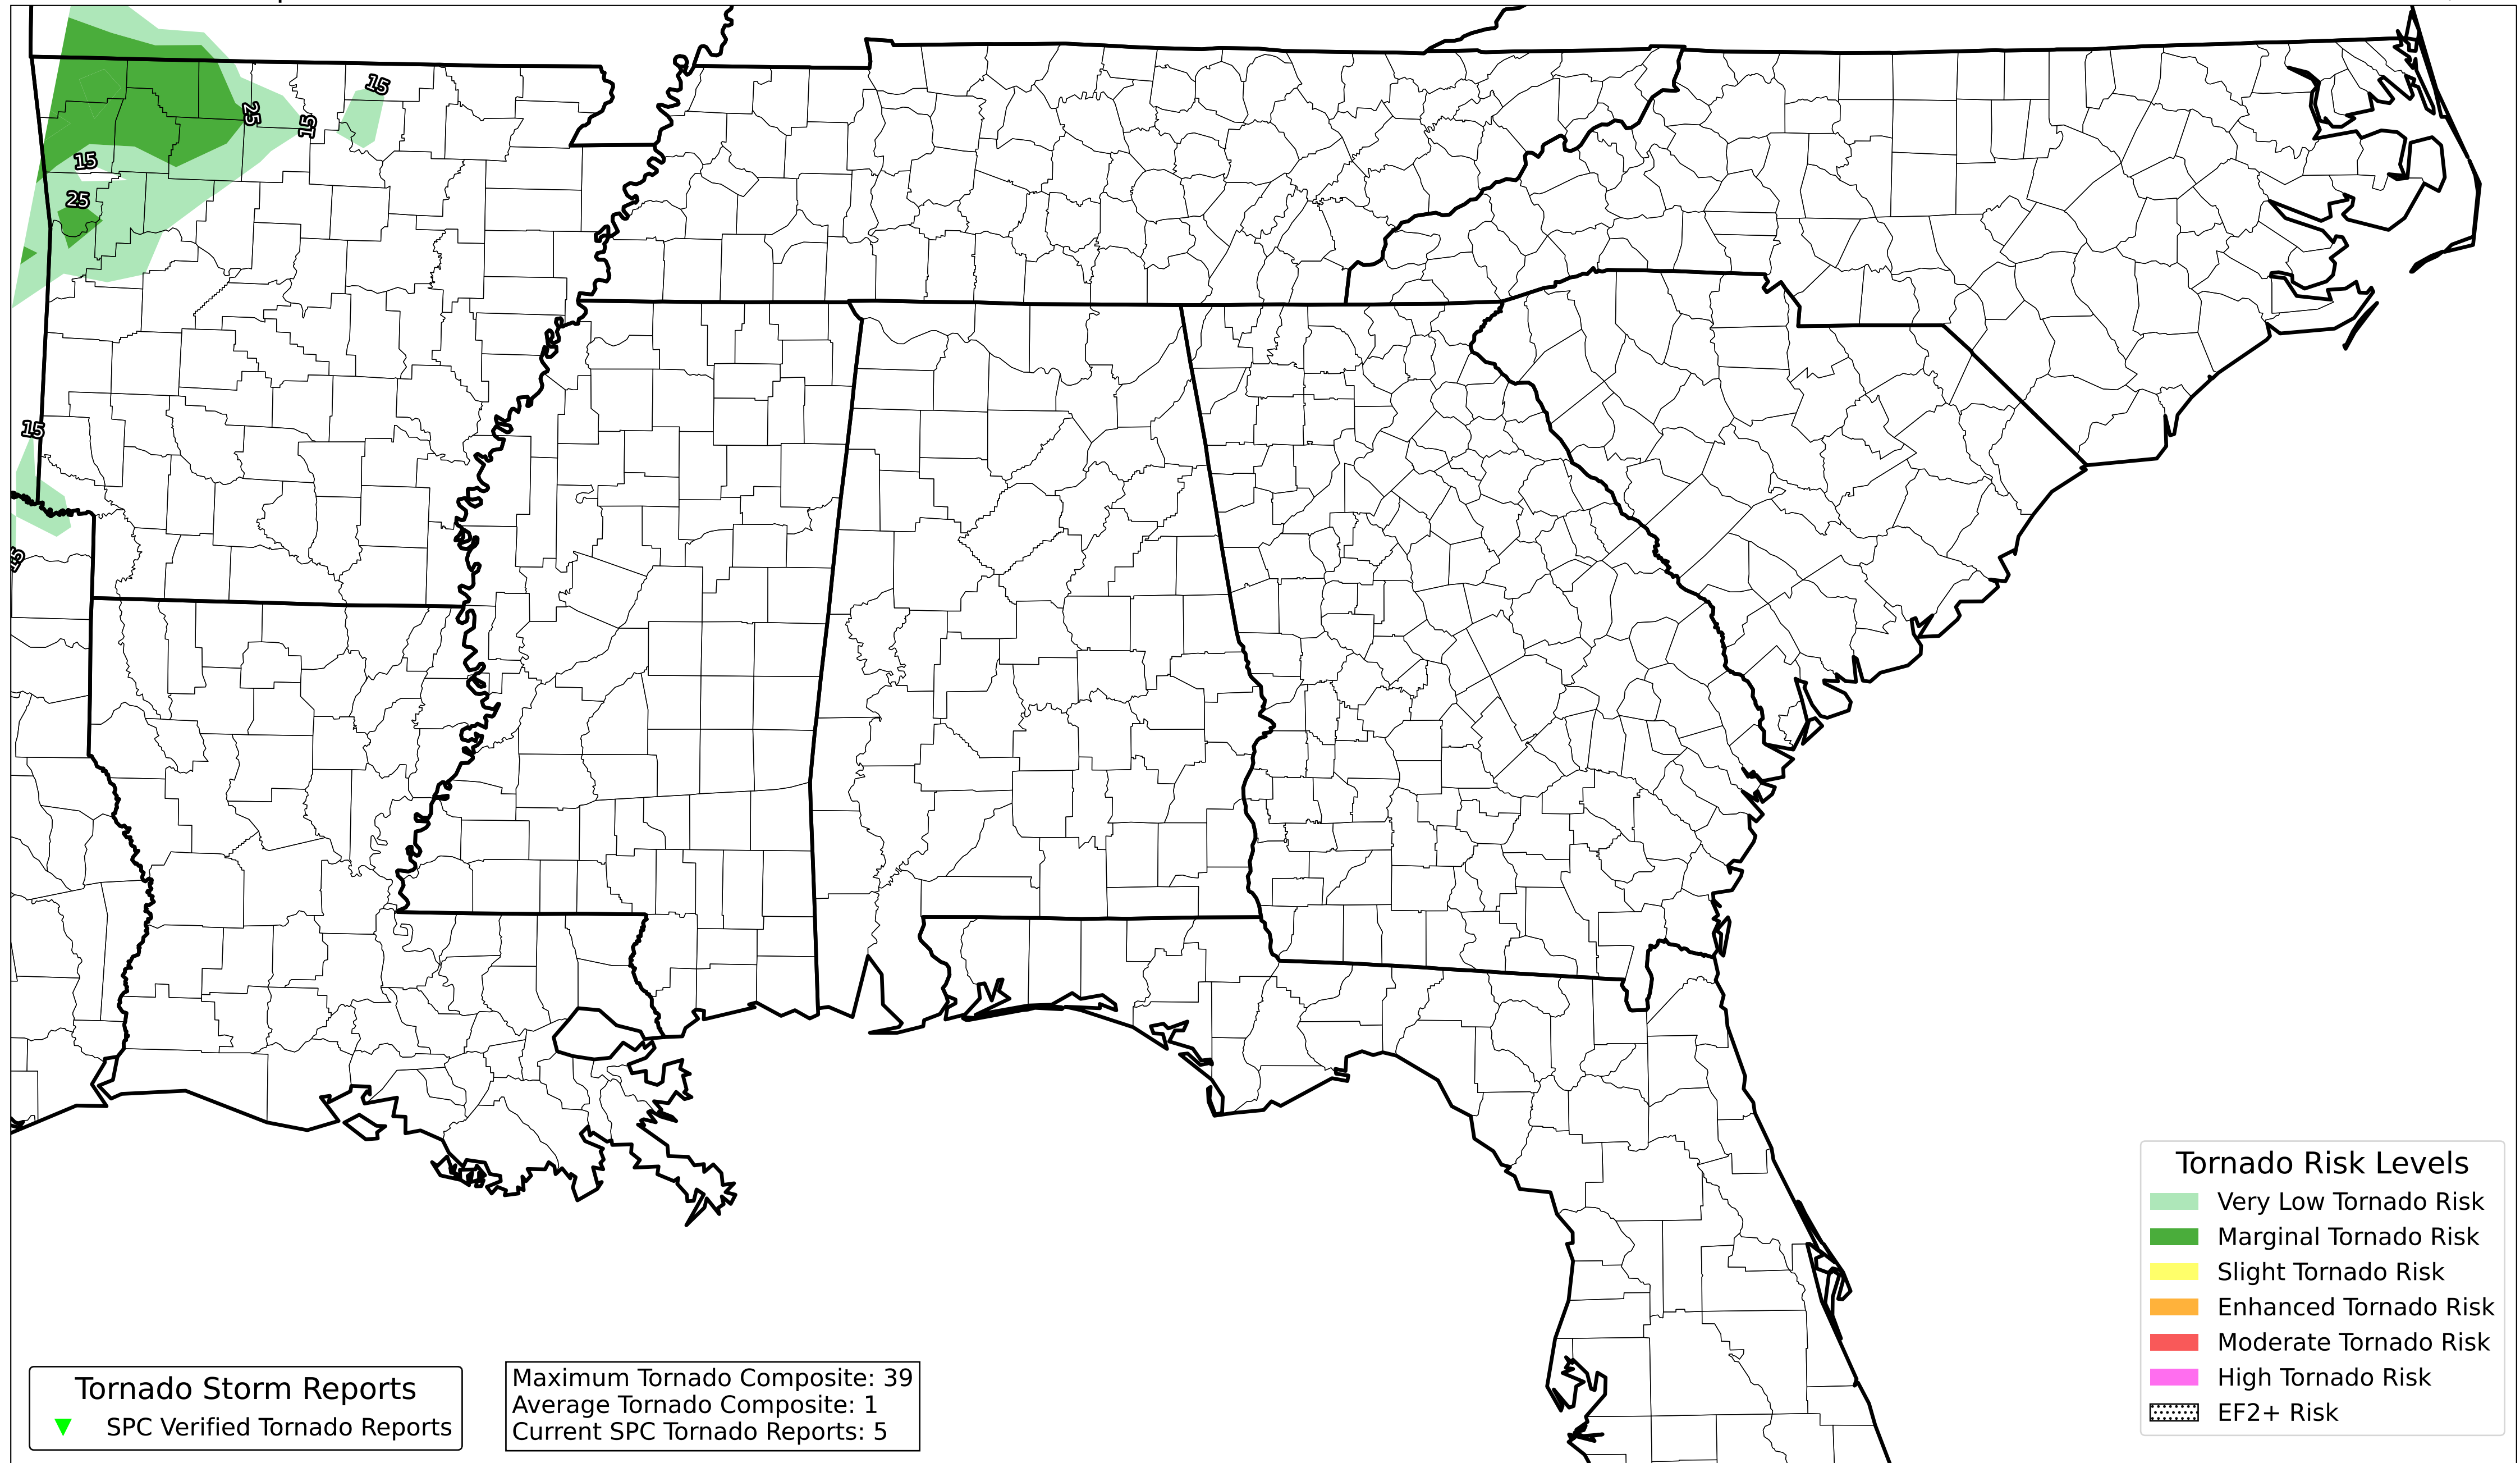 15
25
15
15
25
15
15
Tornado Risk Levels
Very Low Tornado Risk
Marginal Tornado Risk
Slight Tornado Risk
Enhanced Tornado Risk
Moderate Tornado Risk
High Tornado Risk
EF2+ Risk
Tornado Storm Reports
SPC Verified Tornado Reports
Maximum Tornado Composite: 39
Average Tornado Composite: 1
Current SPC Tornado Reports: 5